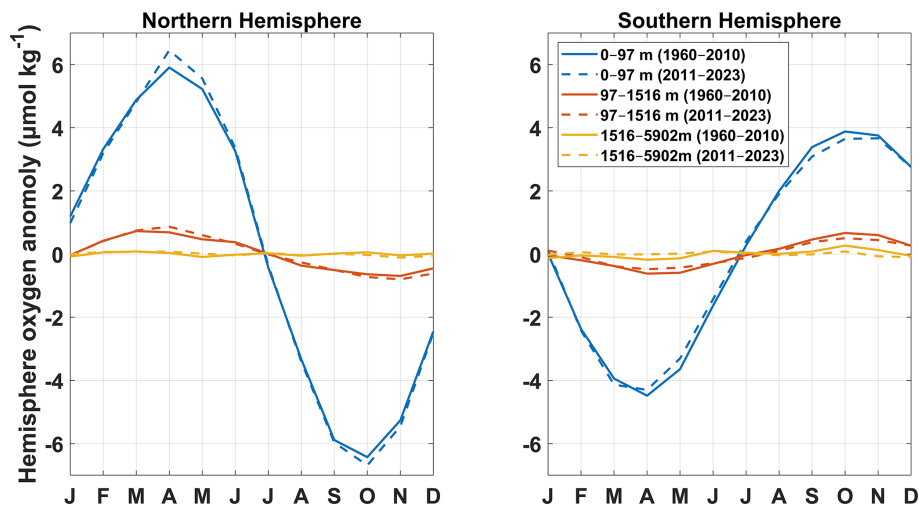 Northern Hemisphere
Southern Hemisphere
Hemisphere oxygen anomoly (μmol kg⁻¹)
6
4
2
0
-2
-4
-6
J F M A M J J A S O N D
6
4
2
0
-2
-4
-6
J F M A M J J A S O N D
0–97 m (1960–2010)
0–97 m (2011–2023)
97–1516 m (1960–2010)
97–1516 m (2011–2023)
1516–5902m (1960–2010)
1516–5902m (2011–2023)